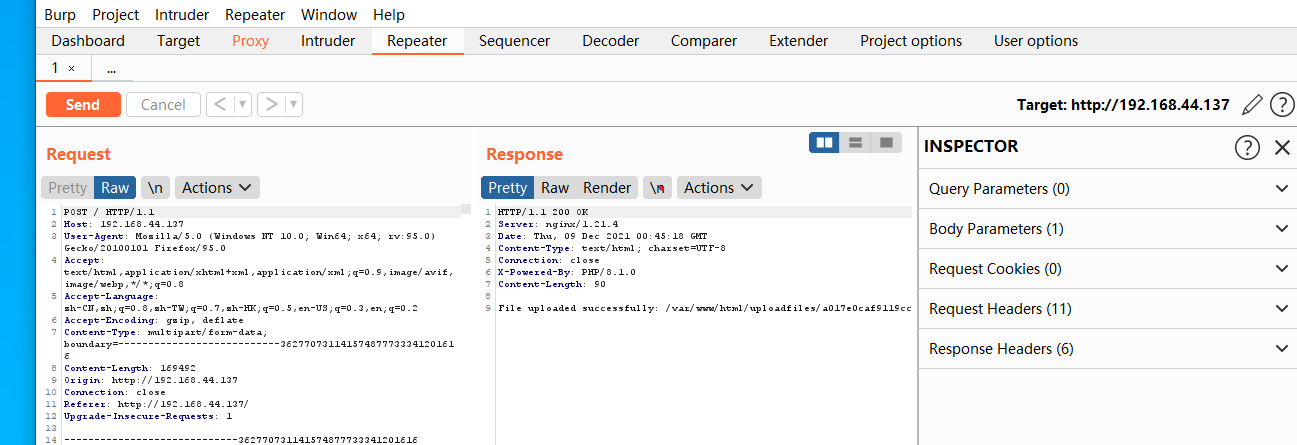 Burp Project Intruder Repeater Window Help
Dashboard Target Proxy Intruder Repeater Sequencer Decoder Comparer Extender Project options User options
1 × ...
Send Cancel < ▼ > ▼ Target: http://192.168.44.137 ?
Request
Pretty Raw \n Actions
1 POST / HTTP/1.1
2 Host: 192.168.44.137
3 User-Agent: Mozilla/5.0 (Windows NT 10.0; Win64; x64; rv:95.0)
Gecko/20100101 Firefox/95.0
4 Accept:
text/html,application/xhtml+xml,application/xml;q=0.9,image/avif,
image/webp,*/*;q=0.8
5 Accept-Language:
zh-CN,zh;q=0.8,zh-TW;q=0.7,zh-HK;q=0.5,en-US;q=0.3,en;q=0.2
6 Accept-Encoding: gzip, deflate
7 Content-Type: multipart/form-data;
boundary=---------------------------36277073114157487773334120161
6
8 Content-Length: 169492
9 Origin: http://192.168.44.137
10 Connection: close
11 Referer: http://192.168.44.137/
12 Upgrade-Insecure-Requests: 1
13
14 -----------------------------362770731141574877733341201616
Response
Pretty Raw Render \n Actions
1 HTTP/1.1 200 OK
2 Server: nginx/1.21.4
3 Date: Thu, 09 Dec 2021 00:45:18 GMT
4 Content-Type: text/html; charset=UTF-8
5 Connection: close
6 X-Powered-By: PHP/8.1.0
7 Content-Length: 90
8
9 File uploaded successfully: /var/www/html/uploadfiles/a017e0caf9119cc
INSPECTOR ?
Query Parameters (0)
Body Parameters (1)
Request Cookies (0)
Request Headers (11)
Response Headers (6)